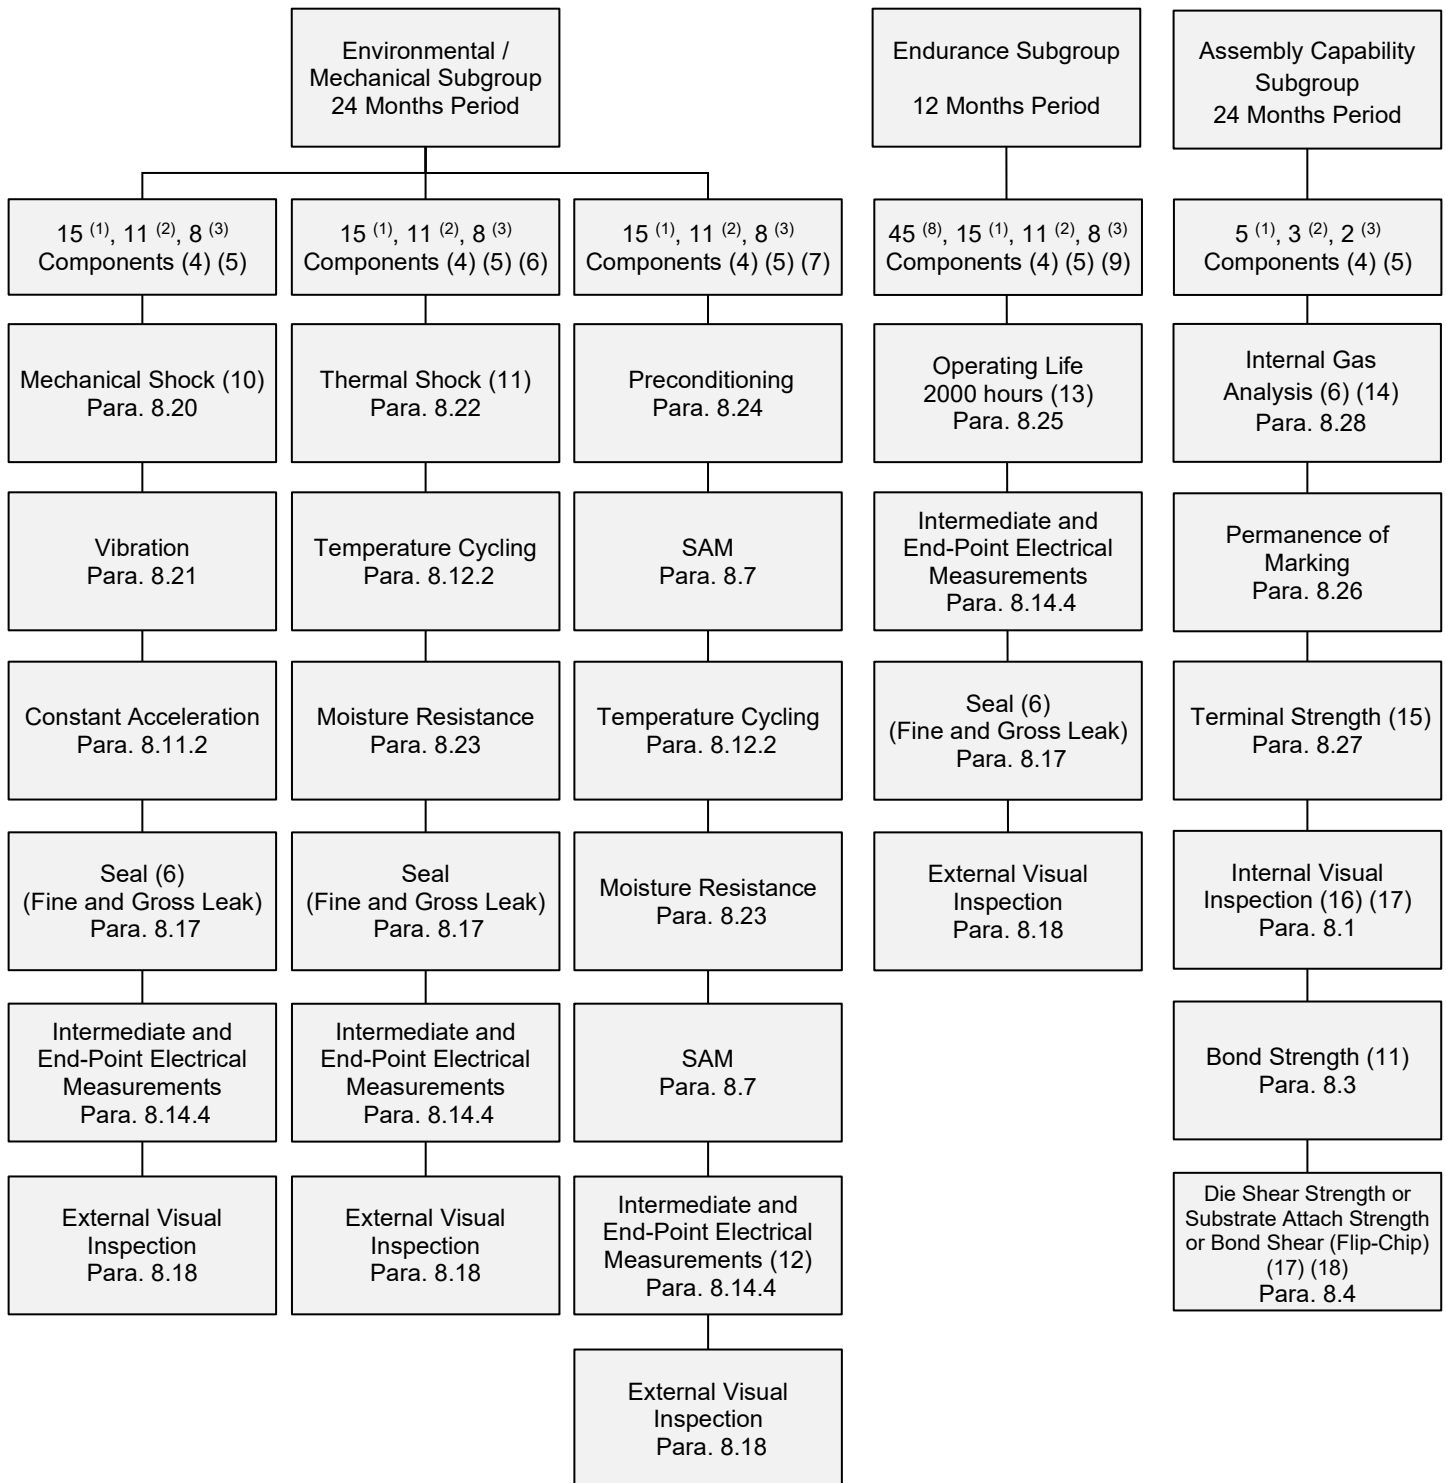 Environmental /
Mechanical Subgroup
24 Months Period
Endurance Subgroup
12 Months Period
Assembly Capability
Subgroup
24 Months Period
15 (1), 11 (2), 8 (3)
Components (4) (5)
15 (1), 11 (2), 8 (3)
Components (4) (5) (6)
15 (1), 11 (2), 8 (3)
Components (4) (5) (7)
45 (8), 15 (1), 11 (2), 8 (3)
Components (4) (5) (9)
5 (1), 3 (2), 2 (3)
Components (4) (5)
Mechanical Shock (10)
Para. 8.20
Thermal Shock (11)
Para. 8.22
Preconditioning
Para. 8.24
Operating Life
2000 hours (13)
Para. 8.25
Internal Gas
Analysis (6) (14)
Para. 8.28
Vibration
Para. 8.21
Temperature Cycling
Para. 8.12.2
SAM
Para. 8.7
Intermediate and
End-Point Electrical
Measurements
Para. 8.14.4
Permanence of
Marking
Para. 8.26
Constant Acceleration
Para. 8.11.2
Moisture Resistance
Para. 8.23
Temperature Cycling
Para. 8.12.2
Seal (6)
(Fine and Gross Leak)
Para. 8.17
Terminal Strength (15)
Para. 8.27
Seal (6)
(Fine and Gross Leak)
Para. 8.17
Seal
(Fine and Gross Leak)
Para. 8.17
Moisture Resistance
Para. 8.23
External Visual
Inspection
Para. 8.18
Internal Visual
Inspection (16) (17)
Para. 8.1
Intermediate and
End-Point Electrical
Measurements
Para. 8.14.4
Intermediate and
End-Point Electrical
Measurements
Para. 8.14.4
SAM
Para. 8.7
Bond Strength (11)
Para. 8.3
External Visual
Inspection
Para. 8.18
External Visual
Inspection
Para. 8.18
Intermediate and
End-Point Electrical
Measurements (12)
Para. 8.14.4
Die Shear Strength or
Substrate Attach Strength
or Bond Shear (Flip-Chip)
(17) (18)
Para. 8.4
External Visual
Inspection
Para. 8.18